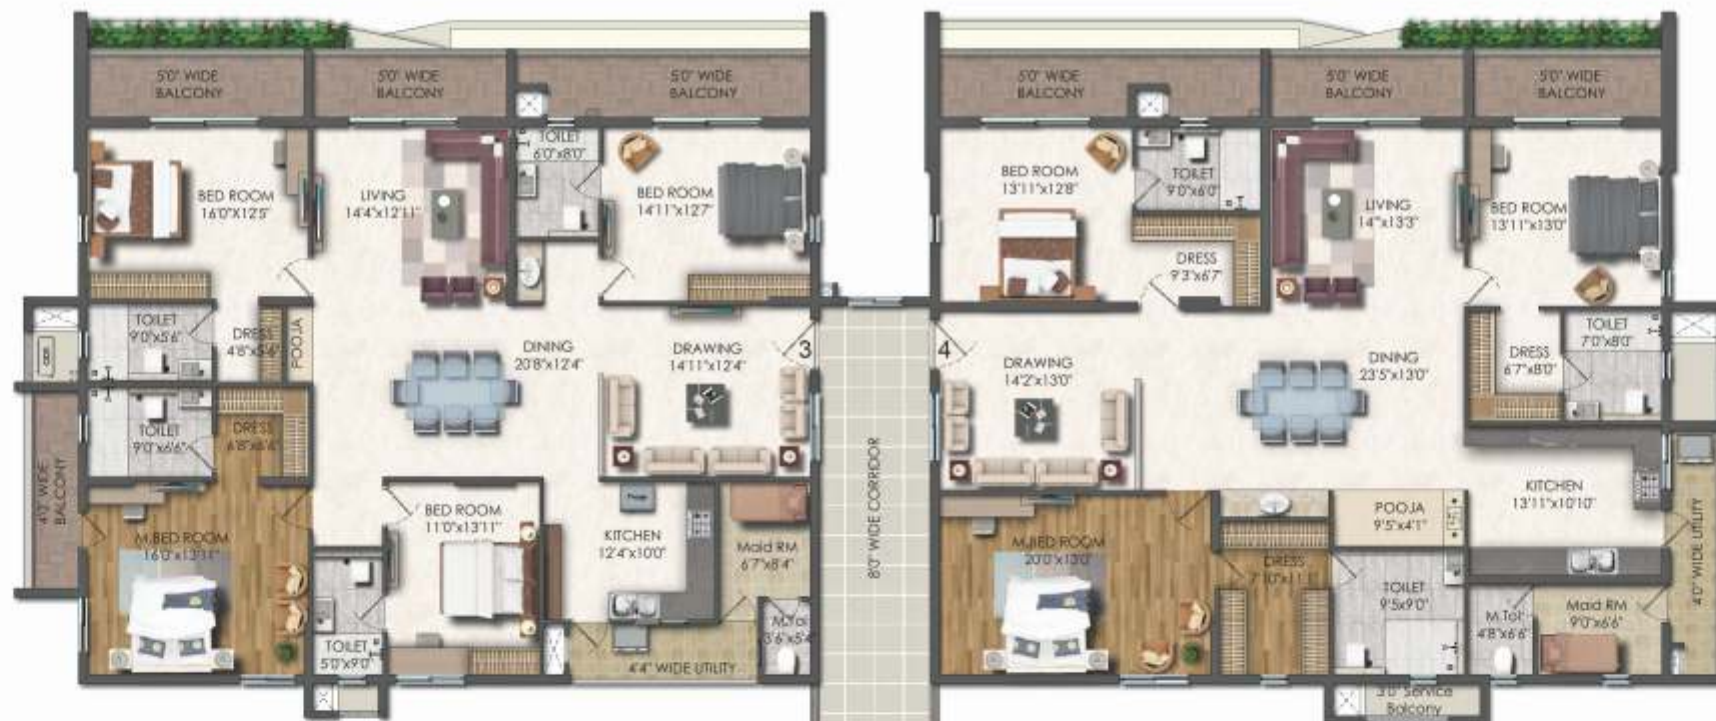 5'0" WIDE
BALCONY
5'0" WIDE
BALCONY
5'0" WIDE
BALCONY
BED ROOM
16'0"X12'5"
LIVING
14'4"x12'11"
TOILET
6'0"x8'0"
BED ROOM
14'11"x12'7"
TOILET
9'0"x5'6"
DRESS
4'8"x5'6"
POOJA
DINING
20'8"x12'4"
DRAWING
14'11"x12'4"
3
TOILET
9'0"x6'6"
DRESS
6'8"x6'6"
4'0" WIDE
BALCONY
M.BED ROOM
16'0"x13'11"
BED ROOM
11'0"x13'11"
KITCHEN
12'4"x10'0"
Maid RM
6'7"x8'4"
M.Tol
3'6"x5'4
TOILET
5'0"x9'0"
4'4" WIDE UTILITY
8'0" WIDE CORRIDOR
5'0" WIDE
BALCONY
5'0" WIDE
BALCONY
5'0" WIDE
BALCONY
BED ROOM
13'11"x12'8"
TOILET
9'0"x6'0"
LIVING
14'"x13'3"
BED ROOM
13'11"x13'0"
DRESS
9'3"x6'7"
4
DRAWING
14'2"x13'0"
DINING
23'5"x13'0"
DRESS
6'7"x8'0"
TOILET
7'0"x8'0"
KITCHEN
13'11"x10'10"
POOJA
9'5"x4'1"
M.BED ROOM
20'0"x13'0"
DRESS
7'10"x11'1"
TOILET
9'5x9'0"
M.Tol
4'8"x6'6"
Maid RM
9'0"x6'6"
4'0" WIDE UTILITY
3'0" Service
Balcony